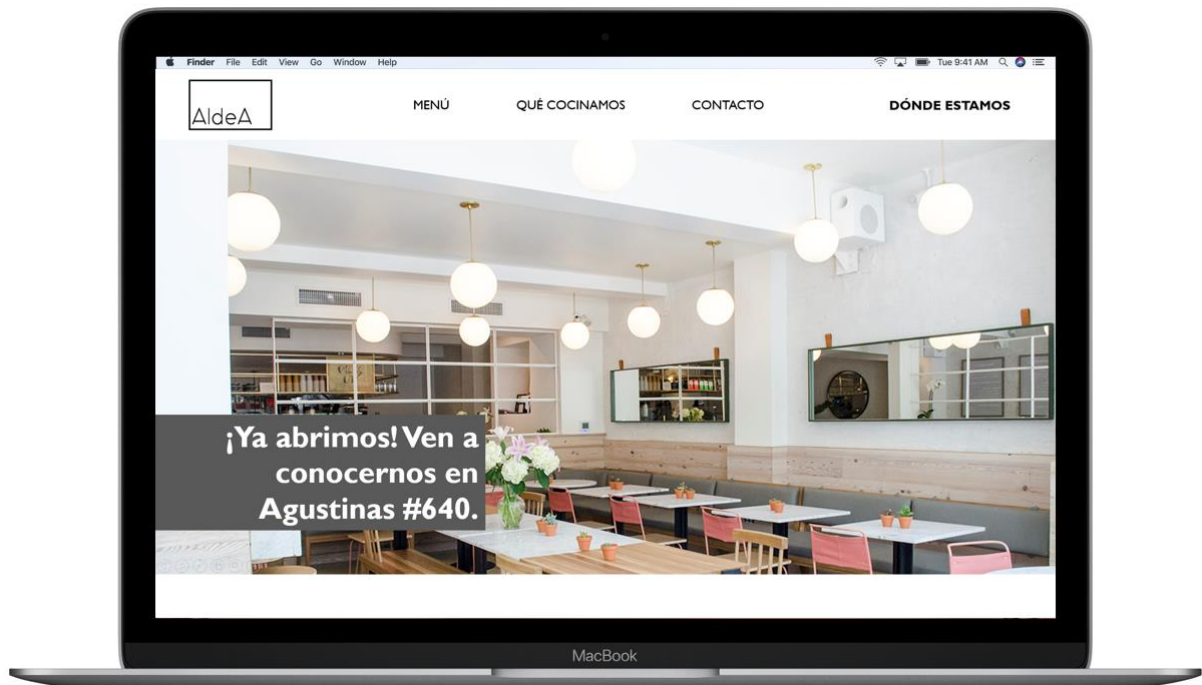 Finder File Edit View Go Window Help Tue 9:41 AM
AldeA MENÚ QUÉ COCINAMOS CONTACTO DÓNDE ESTAMOS
¡Ya abrimos! Ven a
conocernos en
Agustinas #640.
MacBook